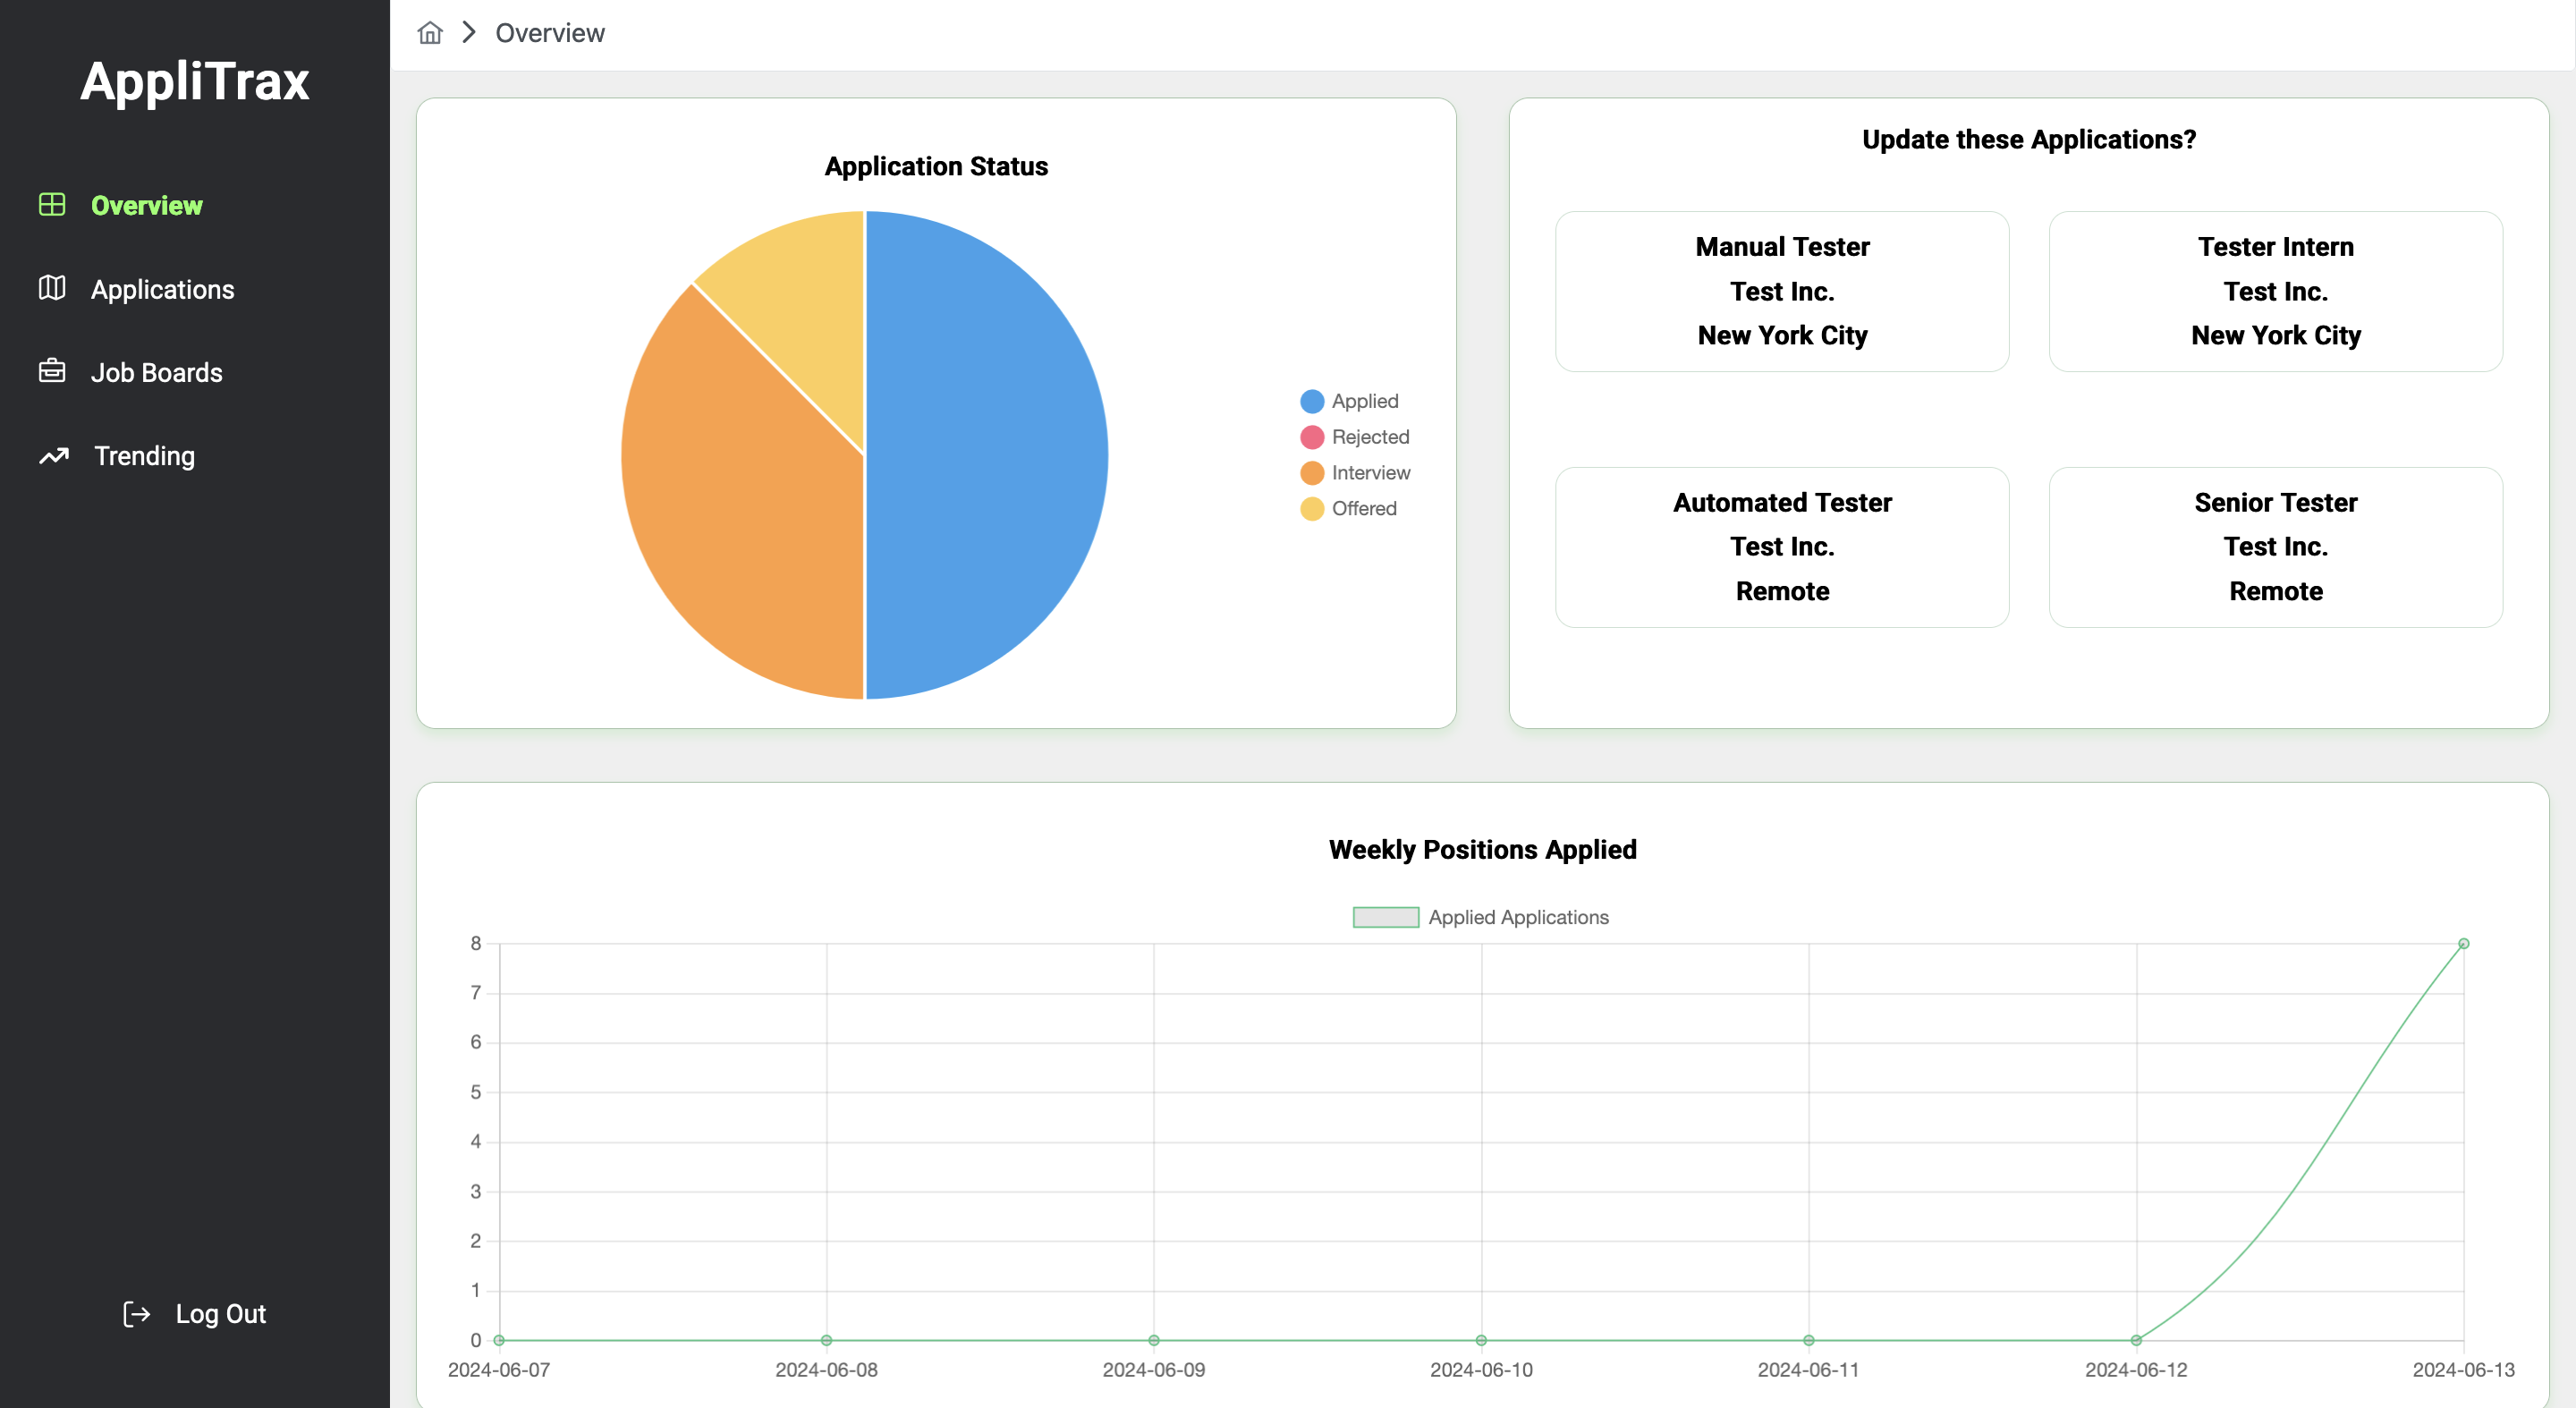 AppliTrax
Overview
Applications
Job Boards
Trending
Log Out
Overview
Application Status
Applied
Rejected
Interview
Offered
Update these Applications?
Manual Tester
Test Inc.
New York City
Tester Intern
Test Inc.
New York City
Automated Tester
Test Inc.
Remote
Senior Tester
Test Inc.
Remote
Weekly Positions Applied
Applied Applications
8
7
6
5
4
3
2
1
0
2024-06-07 2024-06-08 2024-06-09 2024-06-10 2024-06-11 2024-06-12 2024-06-13